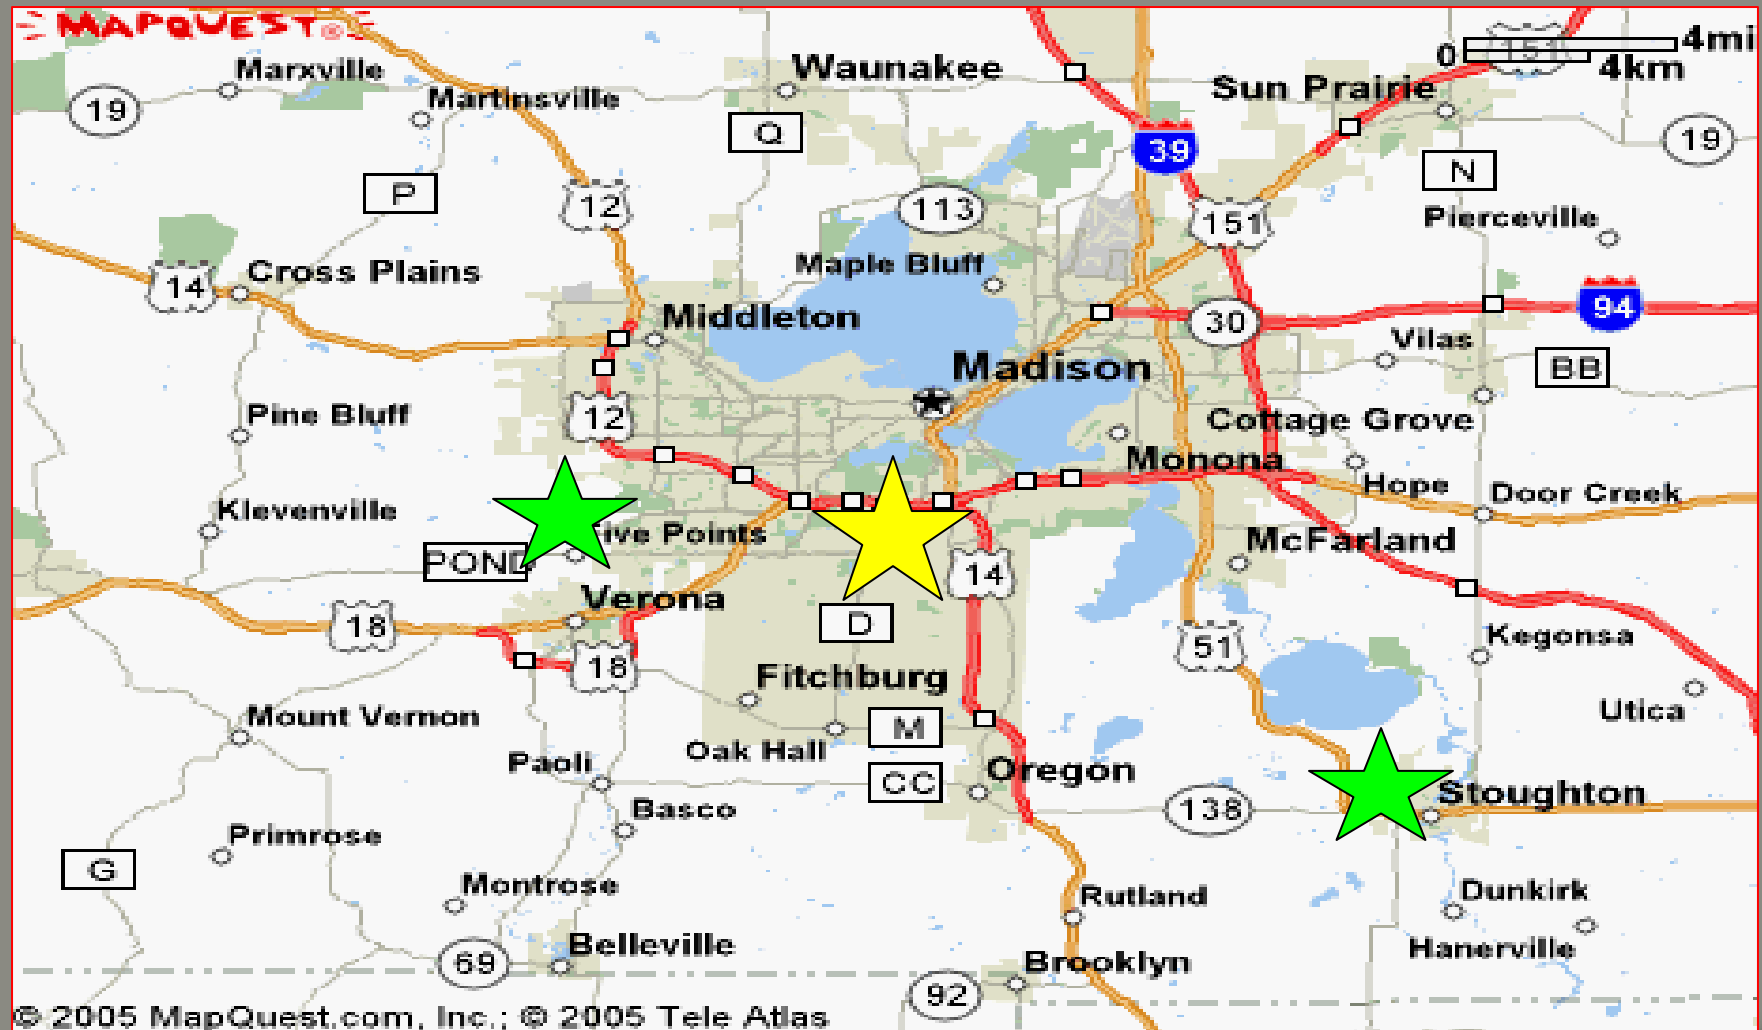 MAPQUEST®
151
0
4mi
4km
Marxville
Waunakee
Sun Prairie
19
Martinsville
Q
39
19
N
P
12
113
151
Pierceville
14
Cross Plains
Maple Bluff
Middleton
30
94
Vilas
Madison
BB
12
Pine Bluff
Cottage Grove
Monona
Hope
Door Creek
Klevenville
ive Points
McFarland
POND
14
Verona
18
D
51
Kegonsa
18
Fitchburg
Utica
Mount Vernon
M
Oak Hall
Paoli
CC
Oregon
Stoughton
Basco
138
Primrose
G
Montrose
Rutland
Dunkirk
Belleville
Hanerville
69
Brooklyn
92
© 2005 MapQuest.com, Inc.; © 2005 Tele Atlas